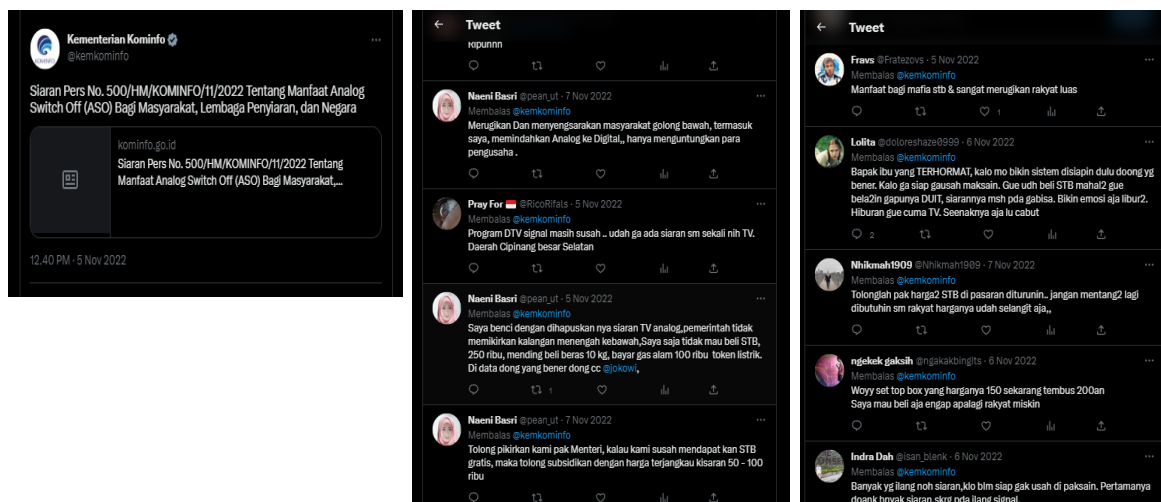 Kementerian Kominfo
@kemkominfo
Siaran Pers No. 500/HM/KOMINFO/11/2022 Tentang Manfaat Analog
Switch Off (ASO) Bagi Masyarakat, Lembaga Penyiaran, dan Negara
kominfo.go.id
Siaran Pers No. 500/HM/KOMINFO/11/2022 Tentang
Manfaat Analog Switch Off (ASO) Bagi Masyarakat,...
12.40 PM · 5 Nov 2022
Tweet
Naeni Basri @pean_ut · 7 Nov 2022
Membalas @kemkominfo
Merugikan Dan menyengsarakan masyarakat golong bawah, termasuk
saya, memindahkan Analog ke Digital,, hanya menguntungkan para
pengusaha .
Pray For @RicoRifals · 5 Nov 2022
Membalas @kemkominfo
Program DTV signal masih susah .. udah ga ada siaran sm sekali nih TV.
Daerah Cipinang besar Selatan
Naeni Basri @pean_ut · 5 Nov 2022
Membalas @kemkominfo
Saya benci dengan dihapuskan nya siaran TV analog,pemerintah tidak
memikirkan kalangan menengah kebawah,Saya saja tidak mau beli STB,
250 ribu, mending beli beras 10 kg, bayar gas alam 100 ribu token listrik.
Di data dong yang bener dong cc @jokowi,
1
Naeni Basri @pean_ut · 7 Nov 2022
Membalas @kemkominfo
Tolong pikirkan kami pak Menteri, kalau kami susah mendapat kan STB
gratis, maka tolong subsidikan dengan harga terjangkau kisaran 50 - 100
ribu
Tweet
Fravs @Fratezovs · 5 Nov 2022
Membalas @kemkominfo
Manfaat bagi mafia stb & sangat merugikan rakyat luas
1
Lolita @doloreshaze0999 · 6 Nov 2022
Membalas @kemkominfo
Bapak ibu yang TERHORMAT, kalo mo bikin sistem disiapin dulu doong yg
bener. Kalo ga siap gausah maksain. Gue udh beli STB mahal2 gue
bela2in gapunya DUIT, siarannya msh pda gabisa. Bikin emosi aja libur2.
Hiburan gue cuma TV. Seenaknya aja lu cabut
2
Nhikmah1909 @Nhikmah1909 · 7 Nov 2022
Membalas @kemkominfo
Tolonglah pak harga2 STB di pasaran diturunin.. jangan mentang2 lagi
dibutuhin sm rakyat harganya udah selangit aja,,
ngekek gaksih @ngakakbingits · 6 Nov 2022
Membalas @kemkominfo
Woyy set top box yang harganya 150 sekarang tembus 200an
Saya mau beli aja engap apalagi rakyat miskin
Indra Dah @isan_blenk · 6 Nov 2022
Membalas @kemkominfo
Banyak yg ilang noh siaran,klo blm siap gak usah di paksain. Pertamanya
doank bnyak siaran skrg pda ilang signal